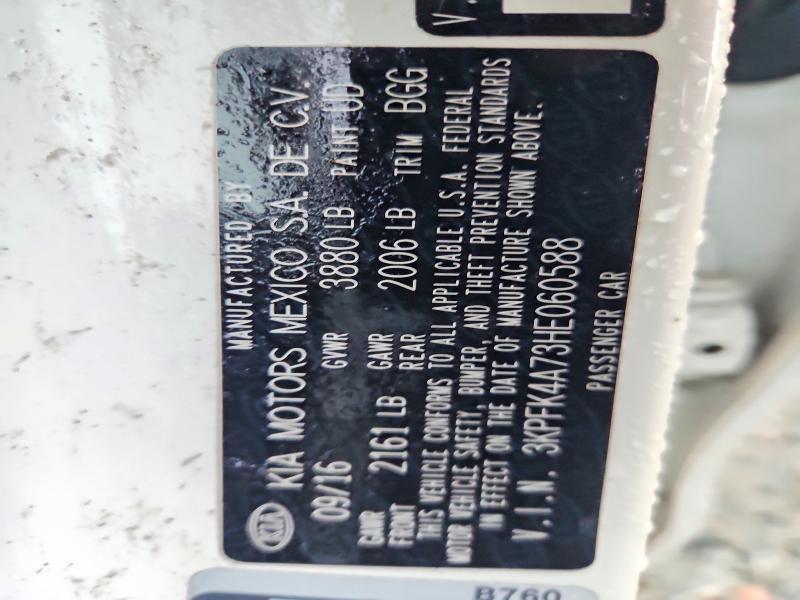 MANUFACTURED BY
KIA KIA MOTORS MEXICO S.A. DE C.V
09/16 GVWR 3880 LB PAINT UD
GAWR FRONT 2161 LB GAWR REAR 2006 LB TRIM BGG
THIS VEHICLE CONFORMS TO ALL APPLICABLE U.S.A. FEDERAL
MOTOR VEHICLE SAFETY, BUMPER, AND THEFT PREVENTION STANDARDS
IN EFFECT ON THE DATE OF MANUFACTURE SHOWN ABOVE.
V.I.N. 3KPFK4A73HE060588
PASSENGER CAR
V.
B760